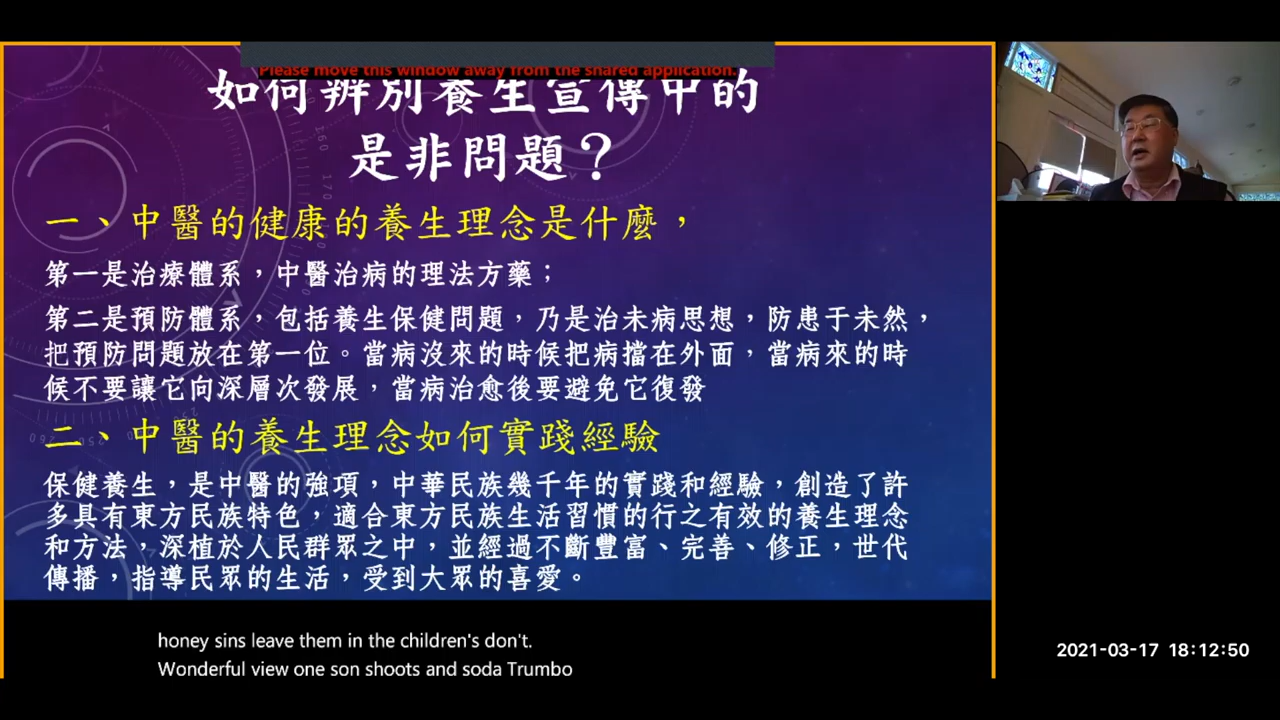 Please move this window away from the shared application.
如何辨別養生宣傳中的
是非問題？
一、中醫的健康的養生理念是什麼，
第一是治療體系，中醫治病的理法方藥；
第二是預防體系，包括養生保健問題，乃是治未病思想，防患于未然，
把預防問題放在第一位。當病沒來的時候把病擋在外面，當病來的時
候不要讓它向深層次發展，當病治愈後要避免它復發
二、中醫的養生理念如何實踐經驗
保健養生，是中醫的強項，中華民族幾千年的實踐和經驗，創造了許
多具有東方民族特色，適合東方民族生活習慣的行之有效的養生理念
和方法，深植於人民群眾之中，並經過不斷豐富、完善、修正，世代
傳播，指導民眾的生活，受到大眾的喜愛。
honey sins leave them in the children's don't.
Wonderful view one son shoots and soda Trumbo
2021-03-17 18:12:50